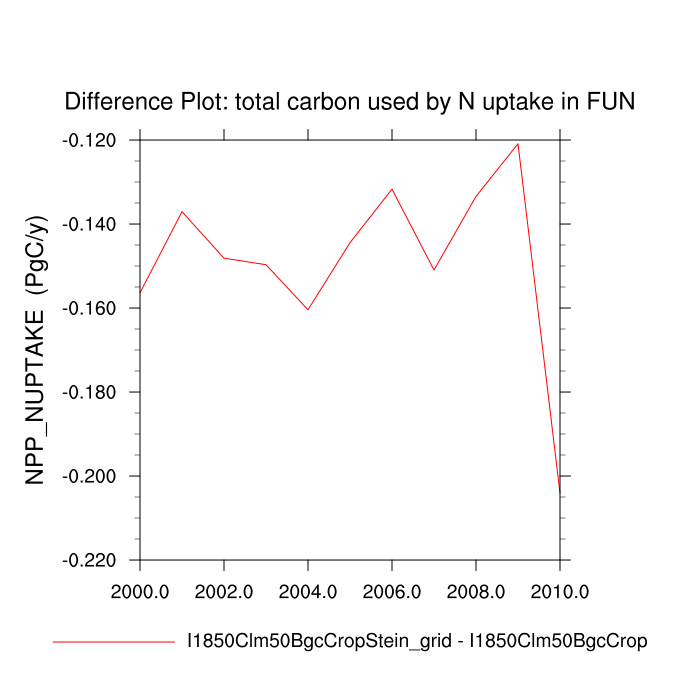 Difference Plot: total carbon used by N uptake in FUN
NPP_NUPTAKE (PgC/y)
-0.120
-0.140
-0.160
-0.180
-0.200
-0.220
2000.0 2002.0 2004.0 2006.0 2008.0 2010.0
I1850Clm50BgcCropStein_grid - I1850Clm50BgcCrop